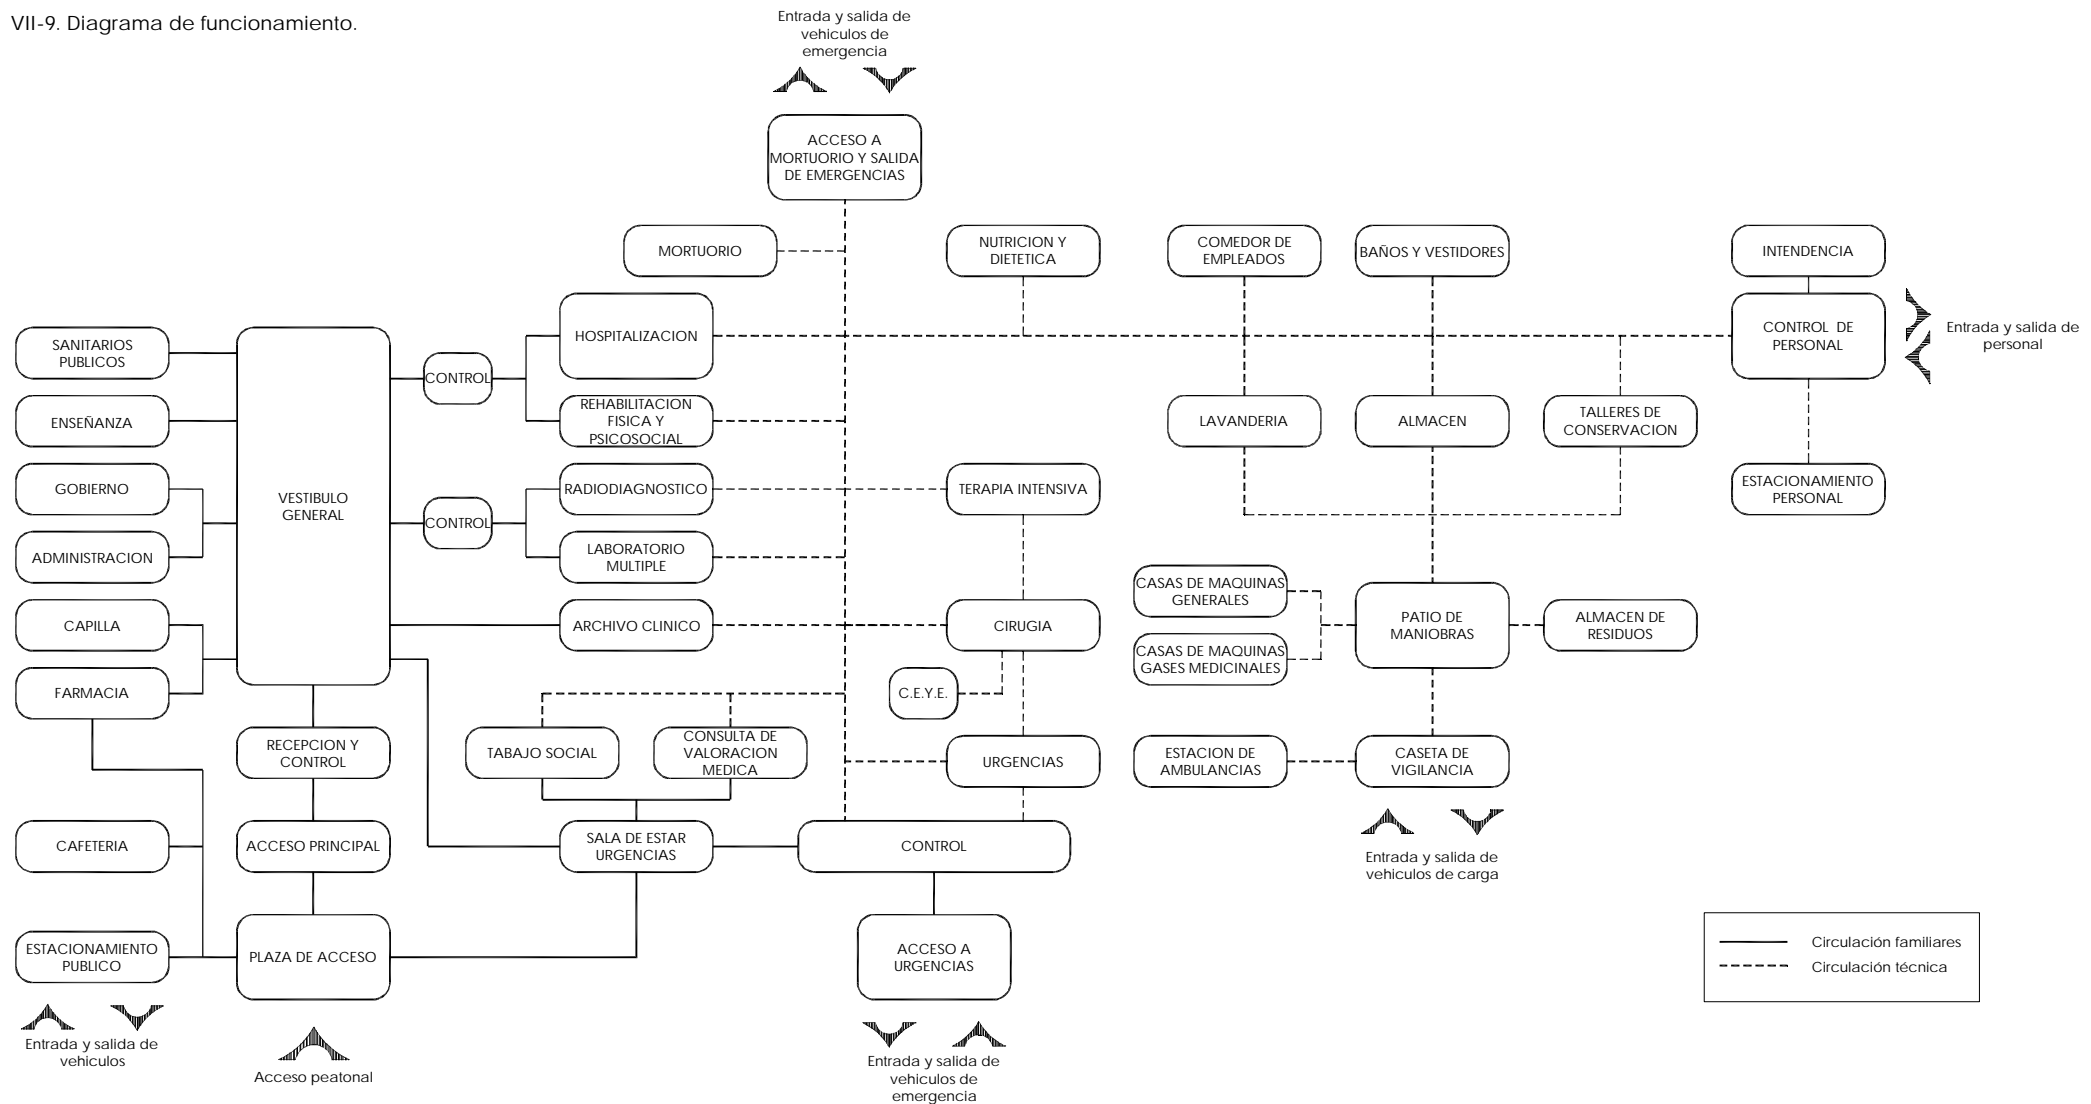 VII-9. Diagrama de funcionamiento.
Entrada y salida de
vehiculos de
emergencia
ACCESO A
MORTUORIO Y SALIDA
DE EMERGENCIAS
MORTUORIO
NUTRICION Y
DIETETICA
COMEDOR DE
EMPLEADOS
BAÑOS Y VESTIDORES
INTENDENCIA
HOSPITALIZACION
CONTROL DE
PERSONAL
Entrada y salida de
personal
SANITARIOS
PUBLICOS
CONTROL
ENSEÑANZA
REHABILITACION
FISICA Y
PSICOSOCIAL
LAVANDERIA
ALMACEN
TALLERES DE
CONSERVACION
GOBIERNO
VESTIBULO
GENERAL
RADIODIAGNOSTICO
TERAPIA INTENSIVA
ESTACIONAMIENTO
PERSONAL
CONTROL
ADMINISTRACION
LABORATORIO
MULTIPLE
CASAS DE MAQUINAS
GENERALES
CAPILLA
ARCHIVO CLINICO
CIRUGIA
PATIO DE
MANIOBRAS
ALMACEN DE
RESIDUOS
CASAS DE MAQUINAS
GASES MEDICINALES
FARMACIA
C.E.Y.E.
RECEPCION Y
CONTROL
TABAJO SOCIAL
CONSULTA DE
VALORACION
MEDICA
URGENCIAS
ESTACION DE
AMBULANCIAS
CASETA DE
VIGILANCIA
CAFETERIA
ACCESO PRINCIPAL
SALA DE ESTAR
URGENCIAS
CONTROL
Entrada y salida de
vehiculos de carga
ESTACIONAMIENTO
PUBLICO
PLAZA DE ACCESO
ACCESO A
URGENCIAS
Circulación familiares
Circulación técnica
Entrada y salida de
vehiculos
Acceso peatonal
Entrada y salida de
vehiculos de
emergencia